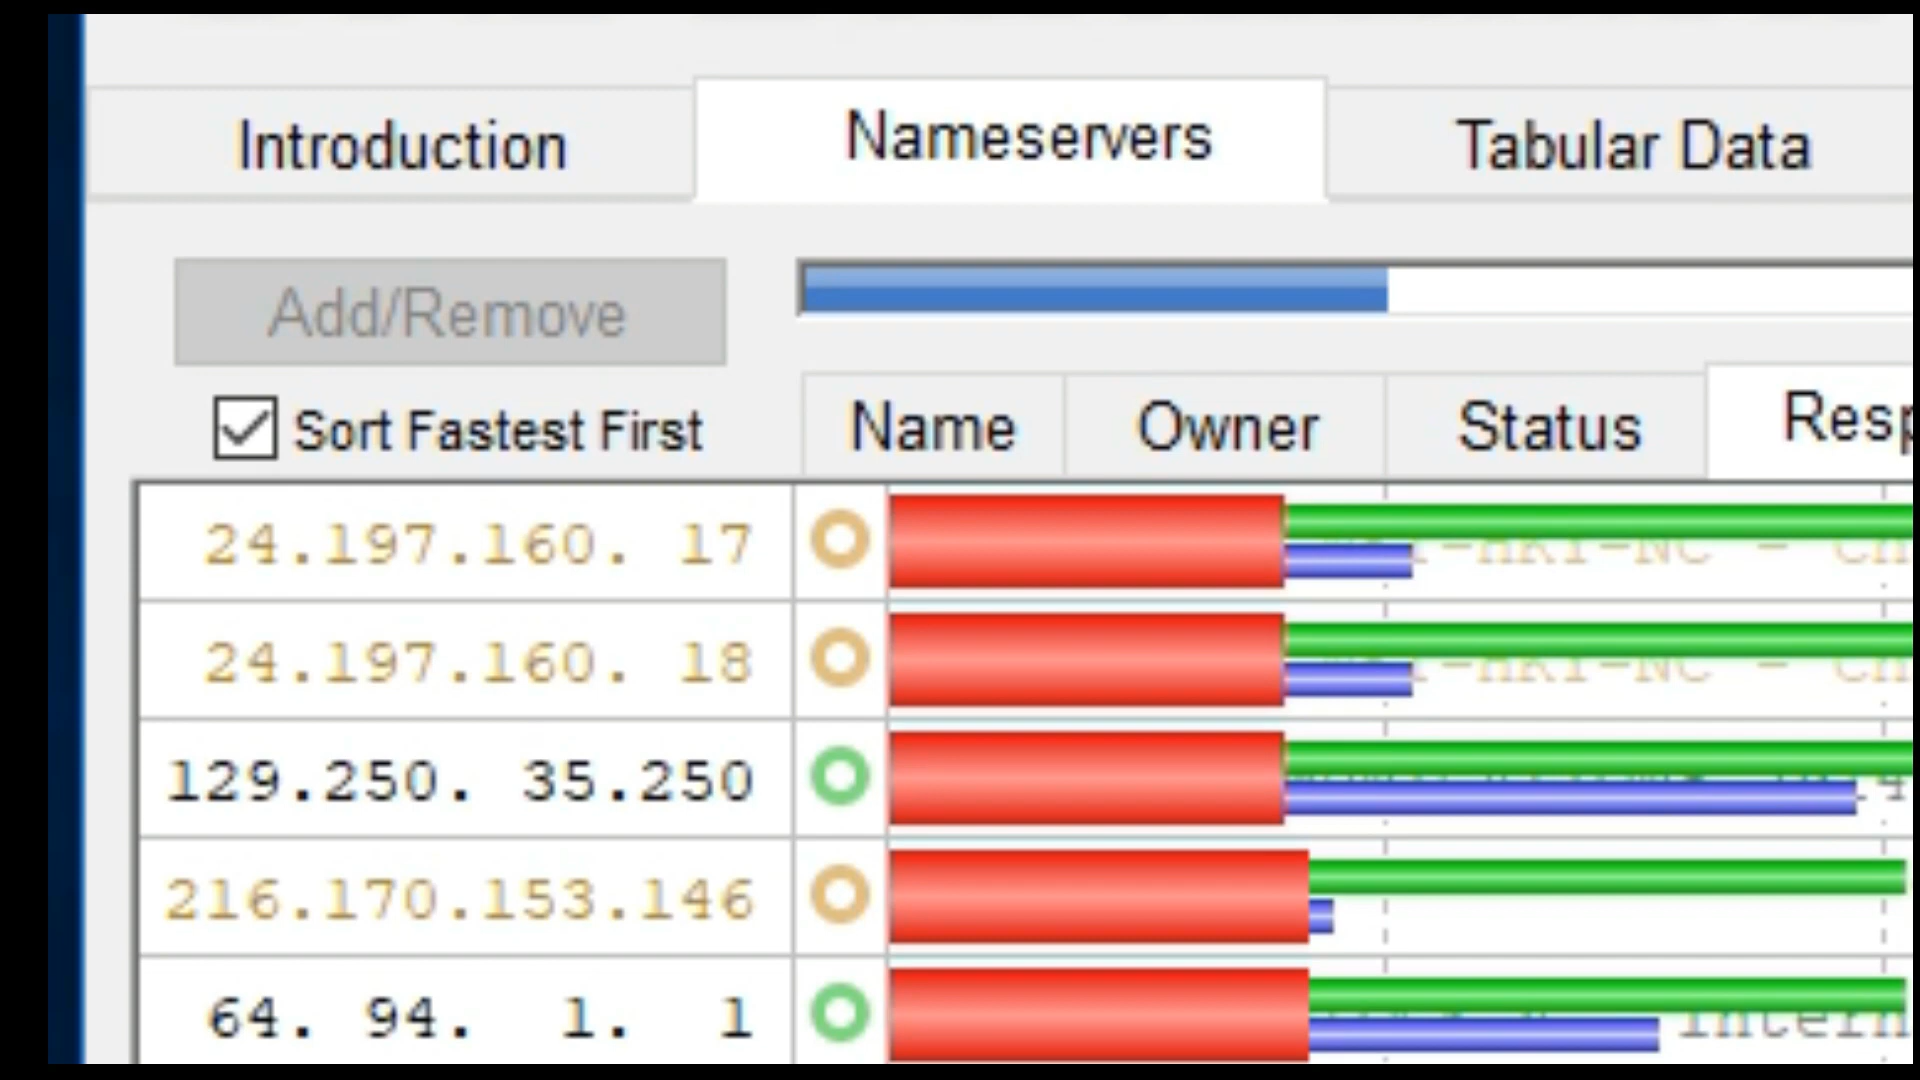 Introduction
Nameservers
Tabular Data
Add/Remove
Sort Fastest First
Name
Owner
Status
24.197.160. 17
24.197.160. 18
129.250. 35.250
216.170.153.146
64. 94.  1.  1